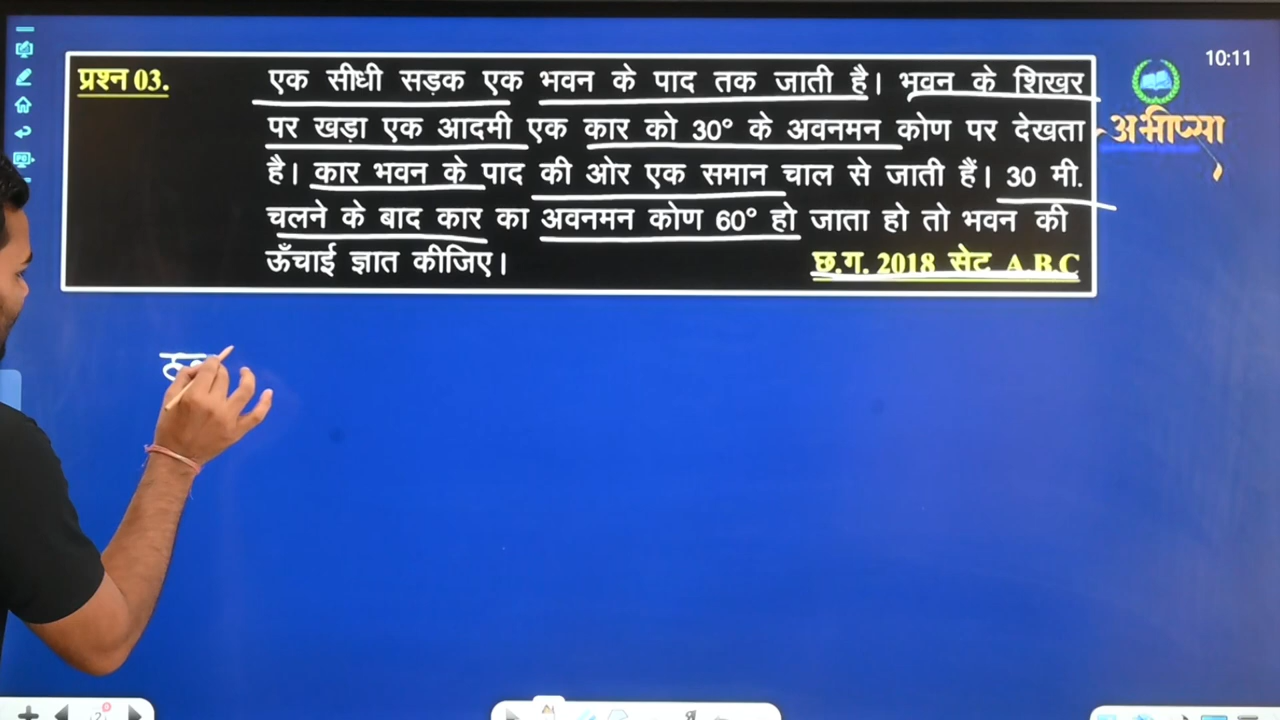 10:11
प्रश्न 03. एक सीधी सड़क एक भवन के पाद तक जाती है। भवन के शिखर
पर खड़ा एक आदमी एक कार को 30° के अवनमन कोण पर देखता
है। कार भवन के पाद की ओर एक समान चाल से जाती हैं। 30 मी.
चलने के बाद कार का अवनमन कोण 60° हो जाता हो तो भवन की
ऊँचाई ज्ञात कीजिए।
छ.ग. 2018 सेट A.B.C
अभीप्सा